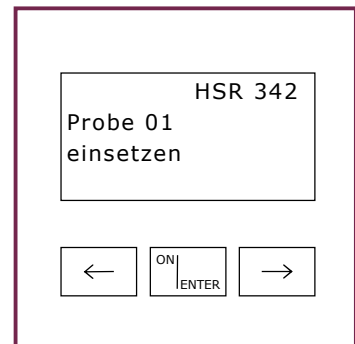 HSR 342
Probe 01
einsetzen
←
ON
ENTER
→